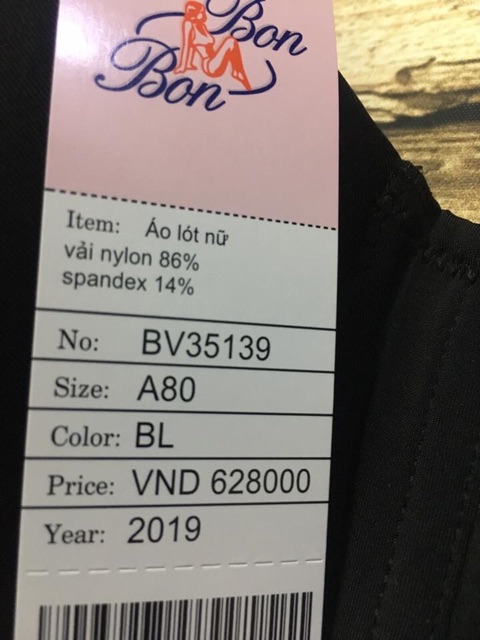 Bon
Bon
Item: Áo lót nữ
vải nylon 86%
spandex 14%
No: BV35139
Size: A80
Color: BL
Price: VND 628000
Year: 2019